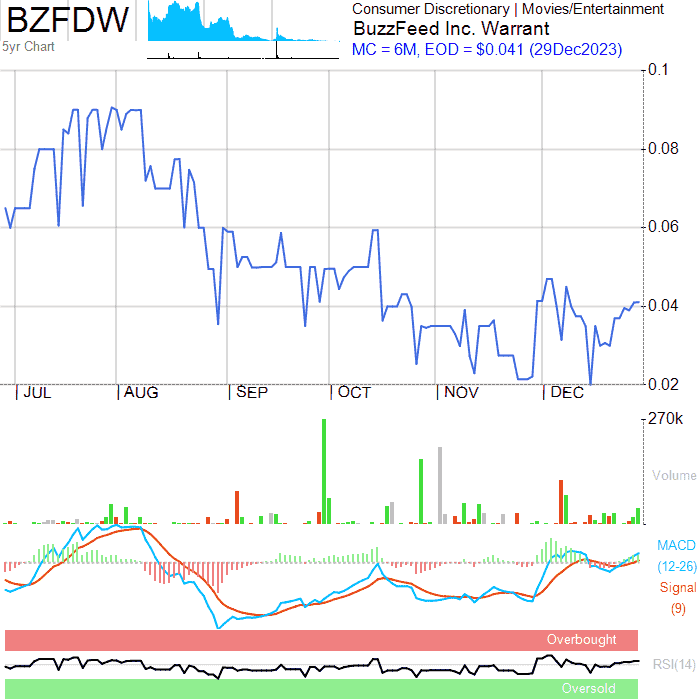 BZFDW
5yr Chart
Consumer Discretionary | Movies/Entertainment
BuzzFeed Inc. Warrant
MC = 6M, EOD = $0.041 (29Dec2023)
0.1
0.08
0.06
0.04
0.02
JUL AUG SEP OCT NOV DEC
270k
Volume
MACD
(12-26)
Signal
(9)
Overbought
RSI(14)
Oversold